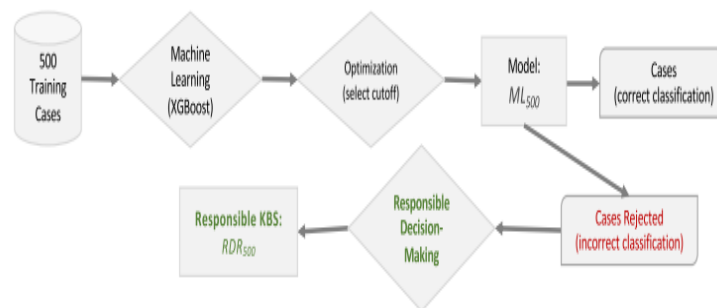 500
Training
Cases
Machine
Learning
(XGBoost)
Optimization
(select cutoff)
Model:
ML500
Cases
(correct classification)
Responsible KBS:
RDR500
Responsible
Decision-
Making
Cases Rejected
(incorrect classification)